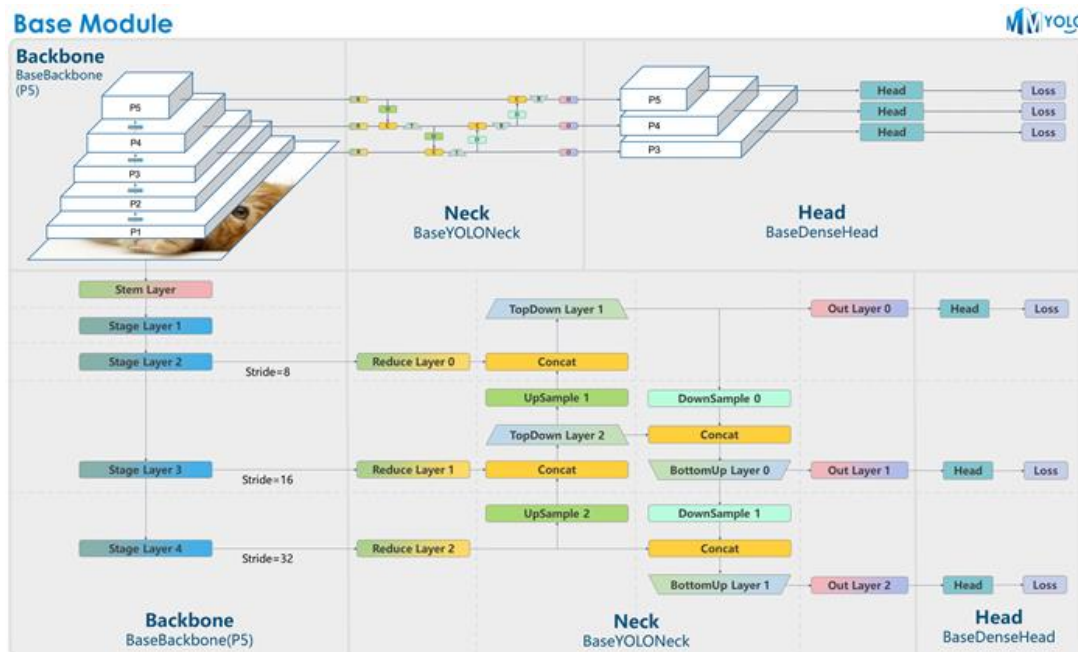 Base Module
MMYOLO
Backbone
BaseBackbone
(P5)
P5
P4
P3
P2
P1
P5
P4
P3
Head
Loss
Head
Loss
Head
Loss
Neck
BaseYOLONeck
Head
BaseDenseHead
Stem Layer
Stage Layer 1
Stage Layer 2
Stride=8
Reduce Layer 0
TopDown Layer 1
Out Layer 0
Head
Loss
Concat
UpSample 1
DownSample 0
TopDown Layer 2
Concat
Stage Layer 3
Stride=16
Reduce Layer 1
Concat
BottomUp Layer 0
Out Layer 1
Head
Loss
UpSample 2
DownSample 1
Stage Layer 4
Stride=32
Reduce Layer 2
Concat
BottomUp Layer 1
Out Layer 2
Head
Loss
Backbone
BaseBackbone(P5)
Neck
BaseYOLONeck
Head
BaseDenseHead